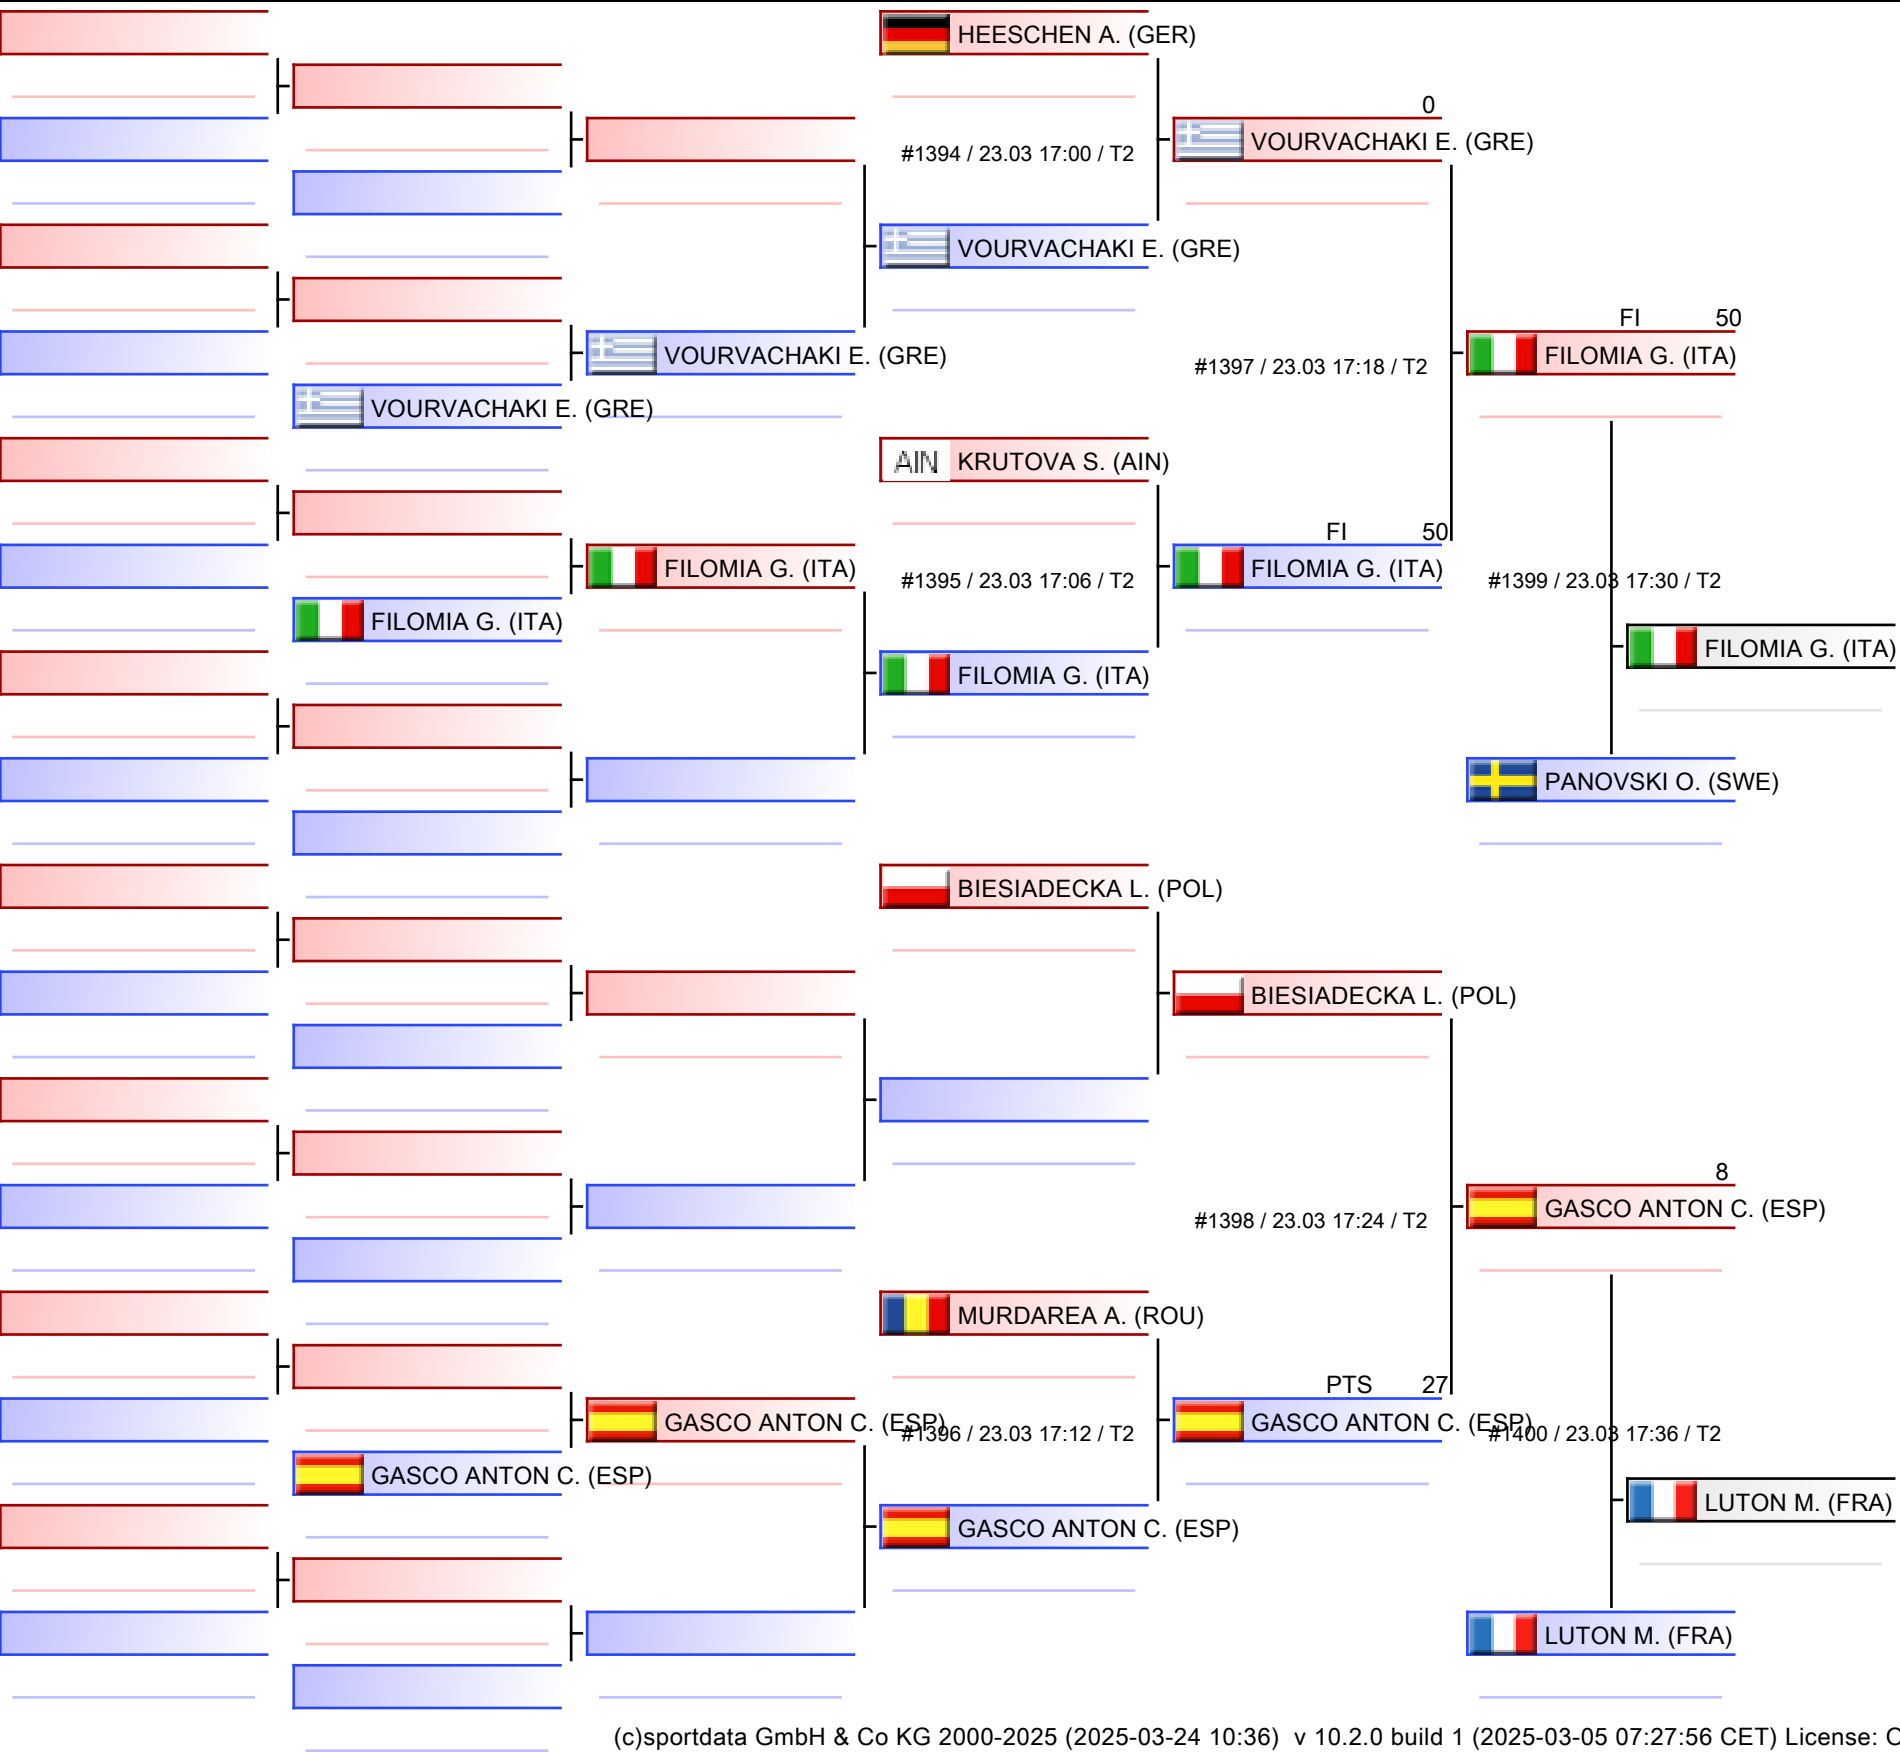 HEESCHEN A. (GER)
0
VOURVACHAKI E. (GRE)
#1394 / 23.03 17:00 / T2
VOURVACHAKI E. (GRE)
FI 50
VOURVACHAKI E. (GRE)
#1397 / 23.03 17:18 / T2
FILOMIA G. (ITA)
VOURVACHAKI E. (GRE)
AIN KRUTOVA S. (AIN)
FI 50
FILOMIA G. (ITA)
#1395 / 23.03 17:06 / T2
FILOMIA G. (ITA)
#1399 / 23.03 17:30 / T2
FILOMIA G. (ITA)
FILOMIA G. (ITA)
FILOMIA G. (ITA)
PANOVSKI O. (SWE)
BIESIADECKA L. (POL)
BIESIADECKA L. (POL)
8
#1398 / 23.03 17:24 / T2
GASCO ANTON C. (ESP)
MURDAREA A. (ROU)
PTS 27
GASCO ANTON C. (ESP)
#1396 / 23.03 17:12 / T2
GASCO ANTON C. (ESP)
#1400 / 23.03 17:36 / T2
GASCO ANTON C. (ESP)
LUTON M. (FRA)
GASCO ANTON C. (ESP)
LUTON M. (FRA)
(c)sportdata GmbH & Co KG 2000-2025 (2025-03-24 10:36) v 10.2.0 build 1 (2025-03-05 07:27:56 CET) License: